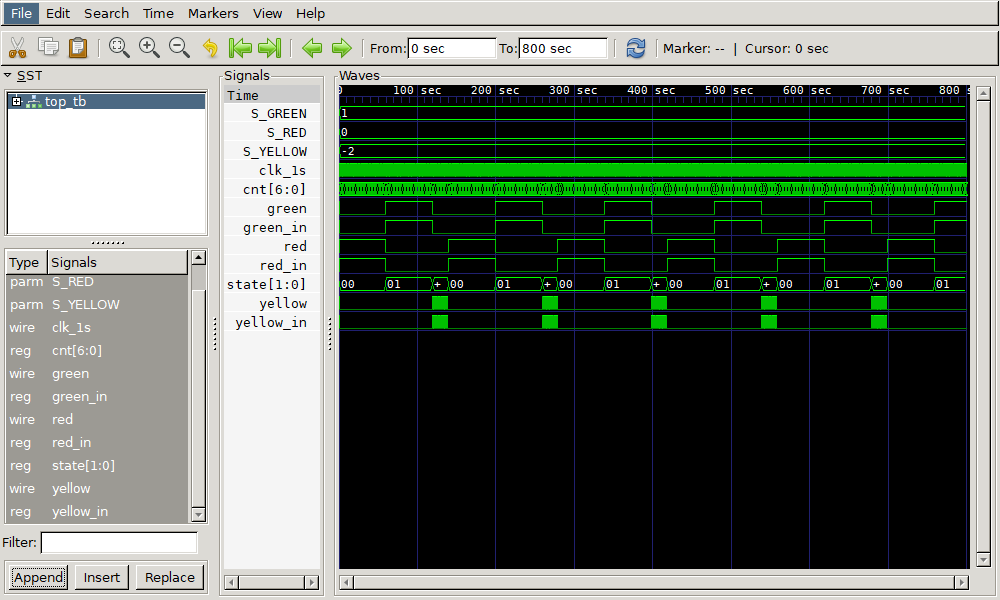 File Edit Search Time Markers View Help
From: 0 sec To: 800 sec Marker: -- | Cursor: 0 sec
SST
top_tb
Type Signals
parm S_RED
parm S_YELLOW
wire clk_1s
reg cnt[6:0]
wire green
reg green_in
wire red
reg red_in
reg state[1:0]
wire yellow
reg yellow_in
Filter:
Append Insert Replace
Signals
Time
S_GREEN
S_RED
S_YELLOW
clk_1s
cnt[6:0]
green
green_in
red
red_in
state[1:0]
yellow
yellow_in
Waves
0 100 sec 200 sec 300 sec 400 sec 500 sec 600 sec 700 sec 800 s
1
0
-2
00 01 + 00 01 + 00 01 + 00 01 + 00 01 + 00 01